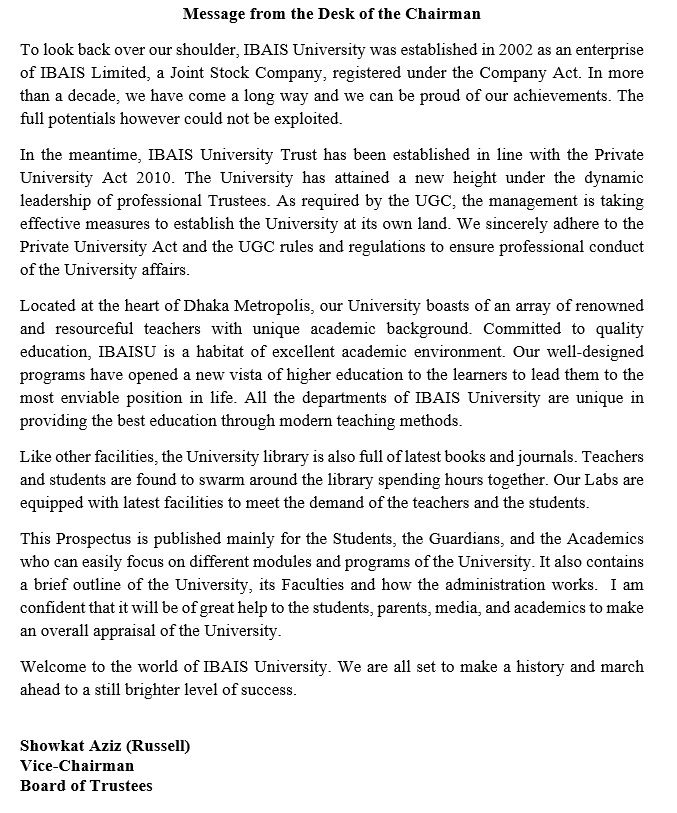 Message from the Desk of the Chairman
To look back over our shoulder, IBAIS University was established in 2002 as an enterprise
of IBAIS Limited, a Joint Stock Company, registered under the Company Act. In more
than a decade, we have come a long way and we can be proud of our achievements. The
full potentials however could not be exploited.
In the meantime, IBAIS University Trust has been established in line with the Private
University Act 2010. The University has attained a new height under the dynamic
leadership of professional Trustees. As required by the UGC, the management is taking
effective measures to establish the University at its own land. We sincerely adhere to the
Private University Act and the UGC rules and regulations to ensure professional conduct
of the University affairs.
Located at the heart of Dhaka Metropolis, our University boasts of an array of renowned
and resourceful teachers with unique academic background. Committed to quality
education, IBAISU is a habitat of excellent academic environment. Our well-designed
programs have opened a new vista of higher education to the learners to lead them to the
most enviable position in life. All the departments of IBAIS University are unique in
providing the best education through modern teaching methods.
Like other facilities, the University library is also full of latest books and journals. Teachers
and students are found to swarm around the library spending hours together. Our Labs are
equipped with latest facilities to meet the demand of the teachers and the students.
This Prospectus is published mainly for the Students, the Guardians, and the Academics
who can easily focus on different modules and programs of the University. It also contains
a brief outline of the University, its Faculties and how the administration works.  I am
confident that it will be of great help to the students, parents, media, and academics to make
an overall appraisal of the University.
Welcome to the world of IBAIS University. We are all set to make a history and march
ahead to a still brighter level of success.
Showkat Aziz (Russell)
Vice-Chairman
Board of Trustees